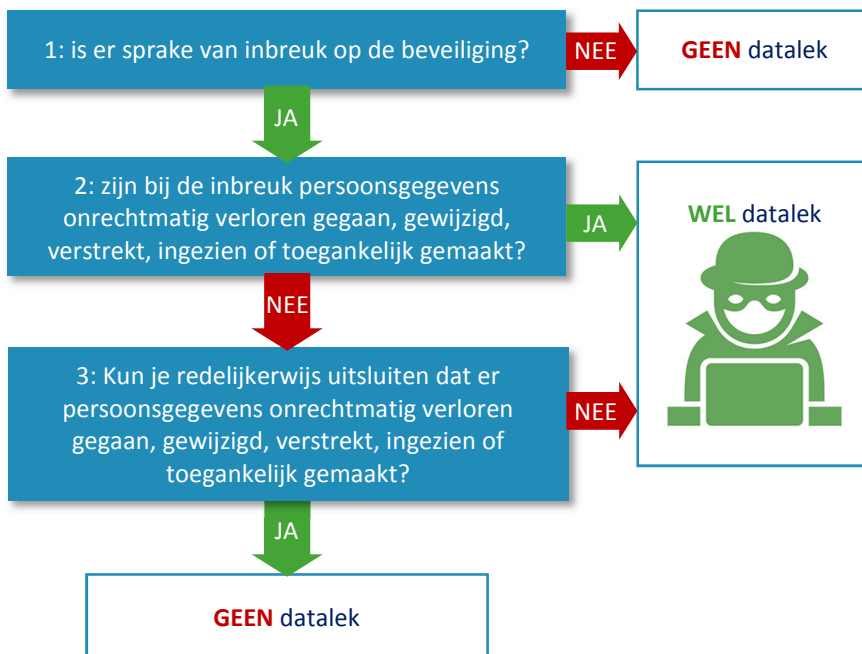 1: is er sprake van inbreuk op de beveiliging?
NEE
GEEN datalek
JA
2: zijn bij de inbreuk persoonsgegevens
onrechtmatig verloren gegaan, gewijzigd,
verstrekt, ingezien of toegankelijk gemaakt?
JA
WEL datalek
NEE
3: Kun je redelijkerwijs uitsluiten dat er
persoonsgegevens onrechtmatig verloren
gegaan, gewijzigd, verstrekt, ingezien of
toegankelijk gemaakt?
NEE
JA
GEEN datalek